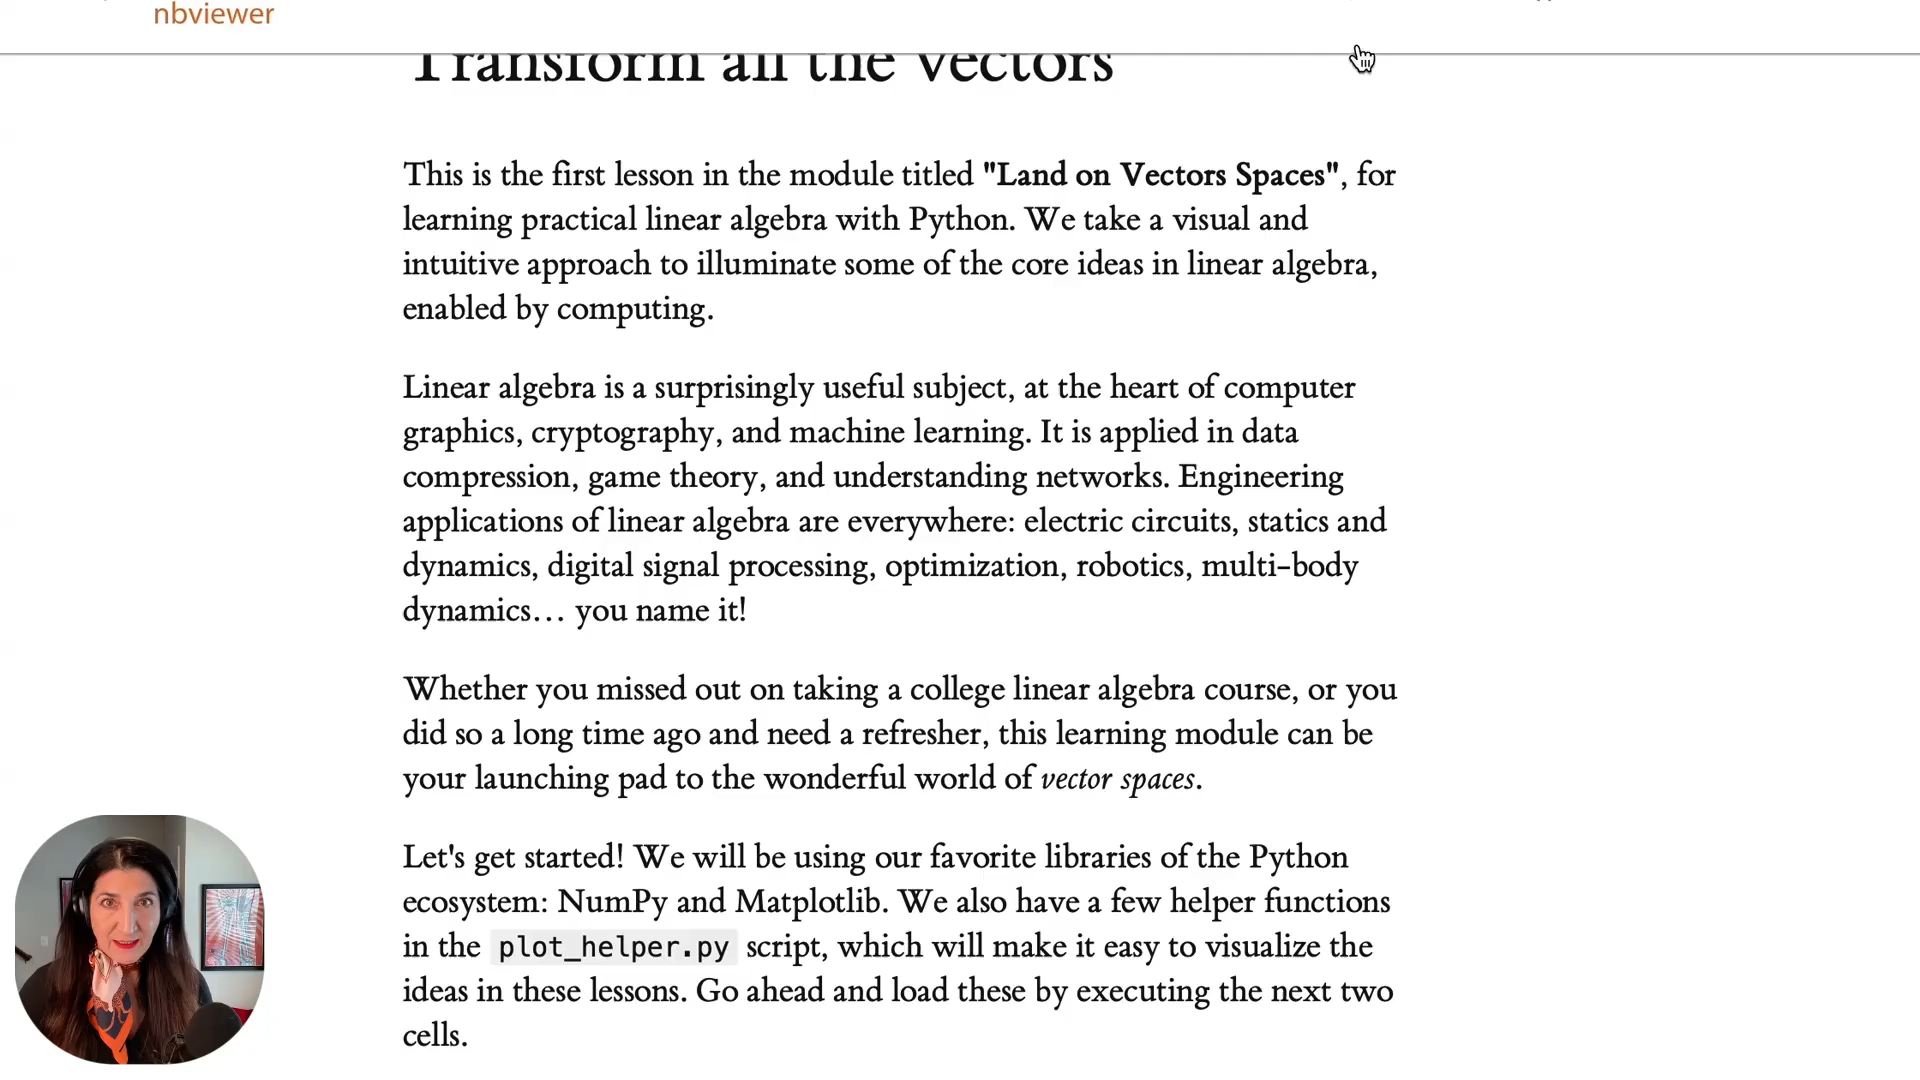 nbviewer
Transform all the vectors
This is the first lesson in the module titled "Land on Vectors Spaces", for
learning practical linear algebra with Python. We take a visual and
intuitive approach to illuminate some of the core ideas in linear algebra,
enabled by computing.
Linear algebra is a surprisingly useful subject, at the heart of computer
graphics, cryptography, and machine learning. It is applied in data
compression, game theory, and understanding networks. Engineering
applications of linear algebra are everywhere: electric circuits, statics and
dynamics, digital signal processing, optimization, robotics, multi-body
dynamics… you name it!
Whether you missed out on taking a college linear algebra course, or you
did so a long time ago and need a refresher, this learning module can be
your launching pad to the wonderful world of vector spaces.
Let's get started! We will be using our favorite libraries of the Python
ecosystem: NumPy and Matplotlib. We also have a few helper functions
in the plot_helper.py script, which will make it easy to visualize the
ideas in these lessons. Go ahead and load these by executing the next two
cells.